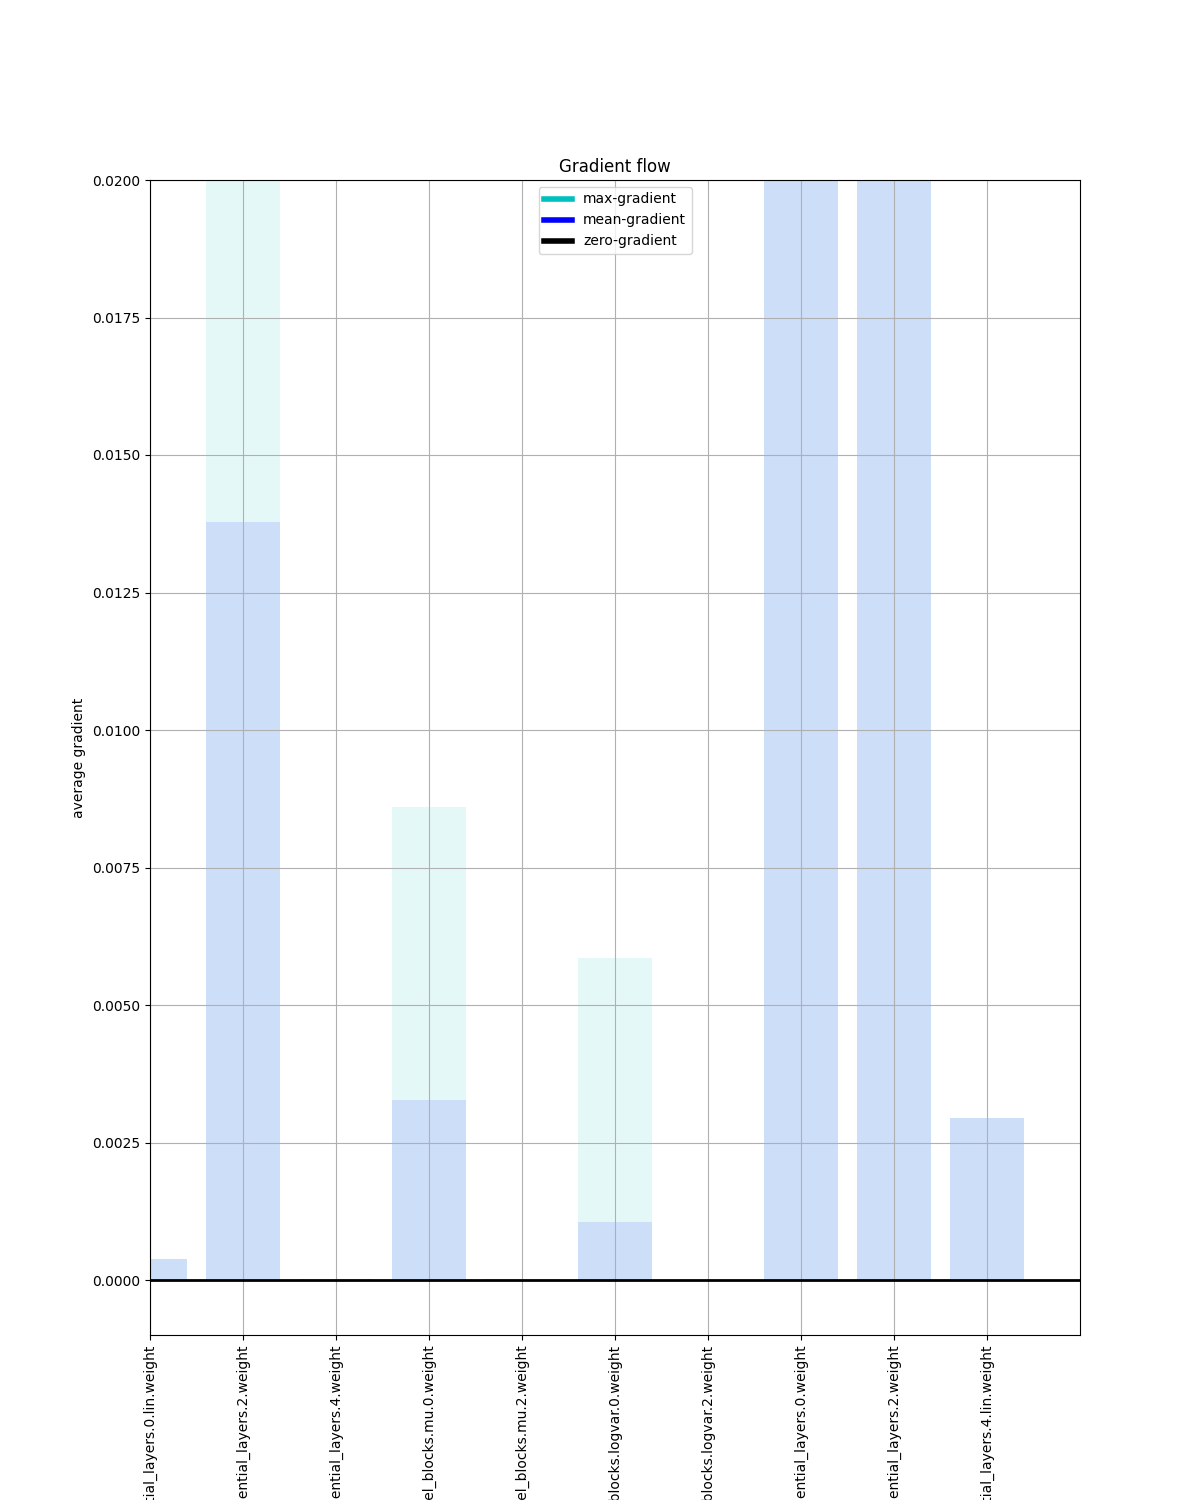 Gradient flow
max-gradient
mean-gradient
zero-gradient
0.0200
0.0175
0.0150
0.0125
0.0100
0.0075
0.0050
0.0025
0.0000
average gradient
tial_layers.0.lin.weight
ential_layers.2.weight
ential_layers.4.weight
el_blocks.mu.0.weight
el_blocks.mu.2.weight
blocks.logvar.0.weight
blocks.logvar.2.weight
ential_layers.0.weight
ential_layers.2.weight
tial_layers.4.lin.weight